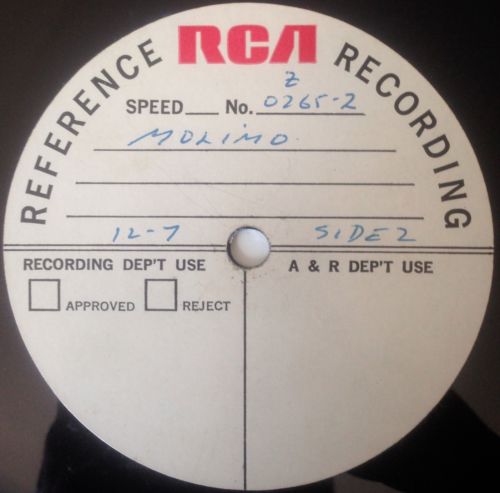 REFERENCE RCA RECORDING
Z
SPEED No. 0265-2
MOLIMO.
12-7 SIDE 2
RECORDING DEP'T USE A & R DEP'T USE
APPROVED REJECT